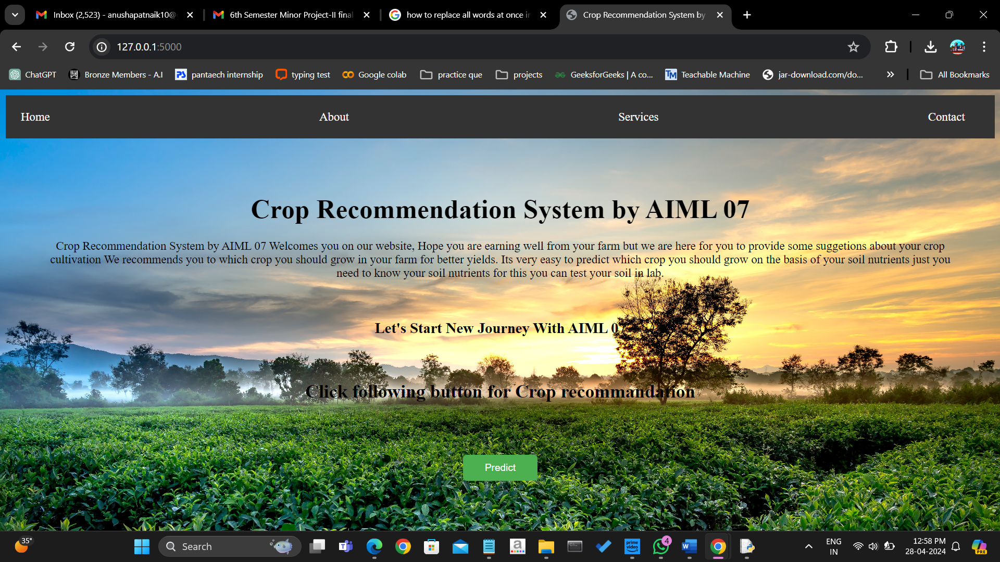 Inbox (2,523) - anushapatnaik10@
6th Semester Minor Project-II final
how to replace all words at once in
Crop Recommendation System by
127.0.0.1:5000
ChatGPT
Bronze Members - A.I
pantaech internship
typing test
Google colab
practice que
projects
GeeksforGeeks | A co...
Teachable Machine
jar-download.com/do...
All Bookmarks
Home
About
Services
Contact
Crop Recommendation System by AIML 07
Crop Recommendation System by AIML 07 Welcomes you on our website, Hope you are earning well from your farm but we are here for you to provide some suggetions about your crop
cultivation We recommends you to which crop you should grow in your farm for better yields. Its very easy to predict which crop you should grow on the basis of your soil nutrients just you
need to know your soil nutrients for this you can test your soil in lab.
Let's Start New Journey With AIML 07
Click following button for Crop recommandation
Predict
35°
Search
prime video
4
ENG
IN
12:58 PM
28-04-2024
PRE